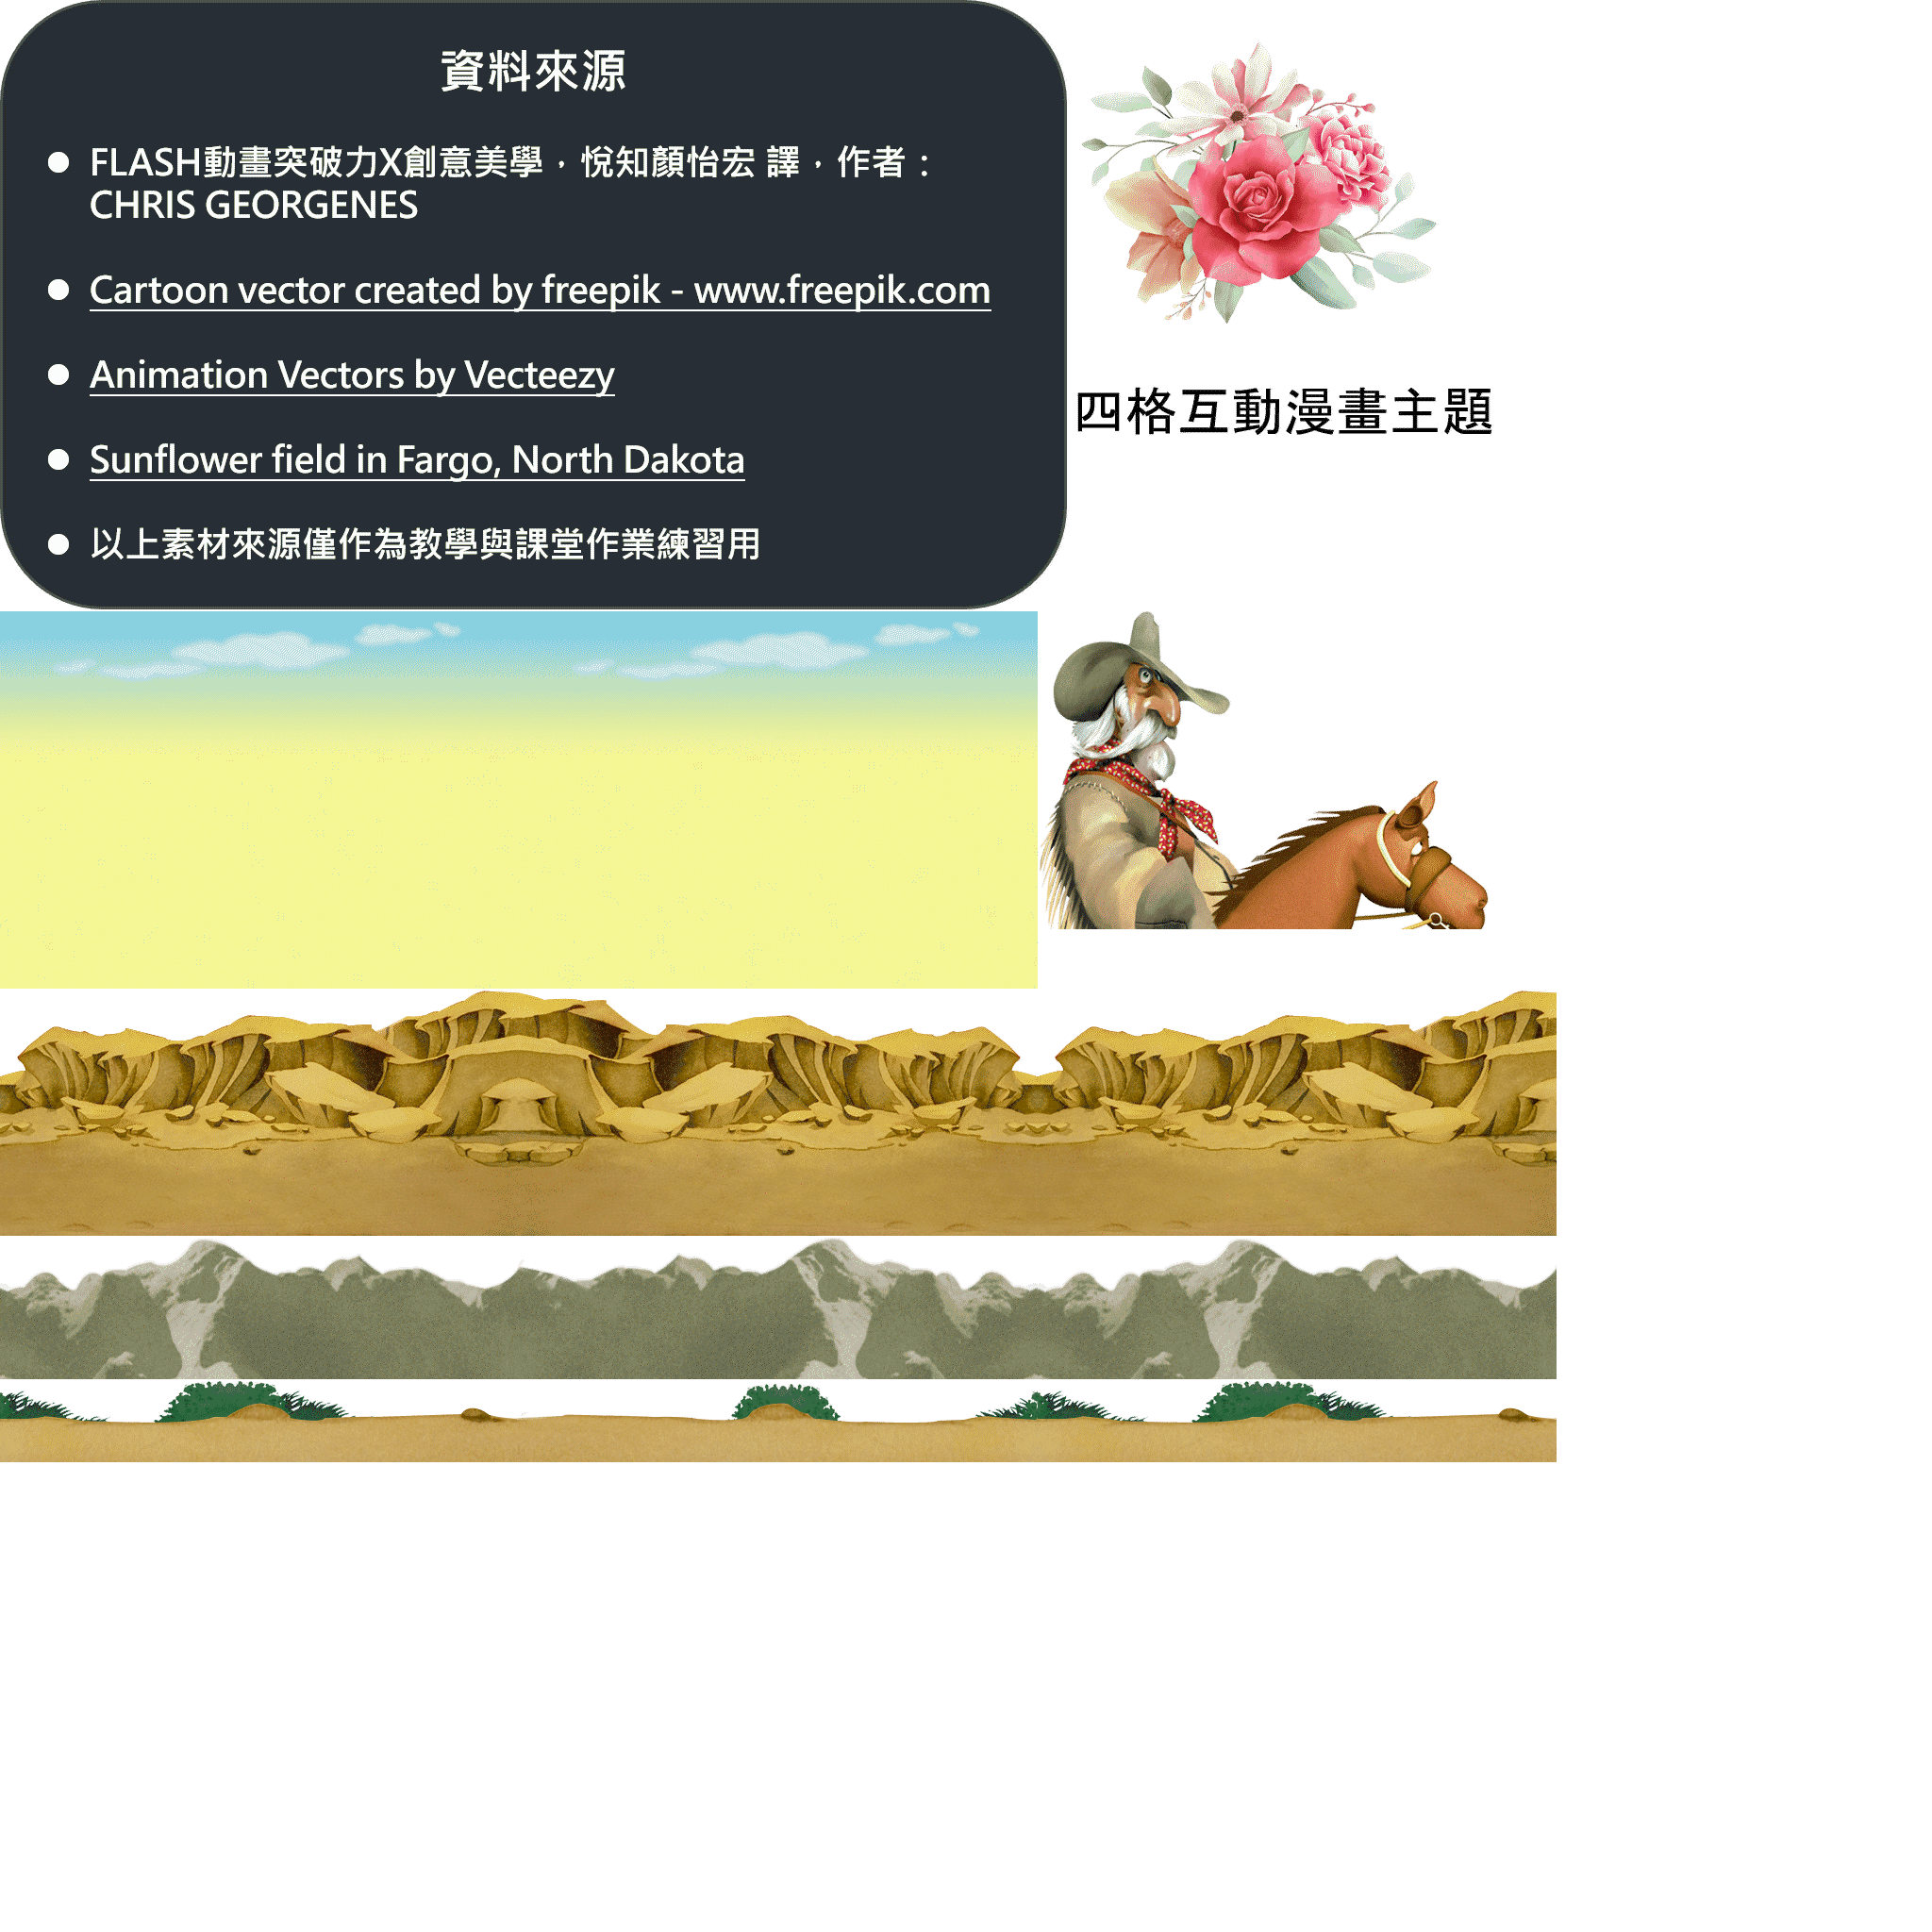 資料來源
● FLASH動畫突破力X創意美學，悅知顏怡宏 譯，作者：
CHRIS GEORGENES
● Cartoon vector created by freepik - www.freepik.com
● Animation Vectors by Vecteezy
● Sunflower field in Fargo, North Dakota
● 以上素材來源僅作為教學與課堂作業練習用
四格互動漫畫主題